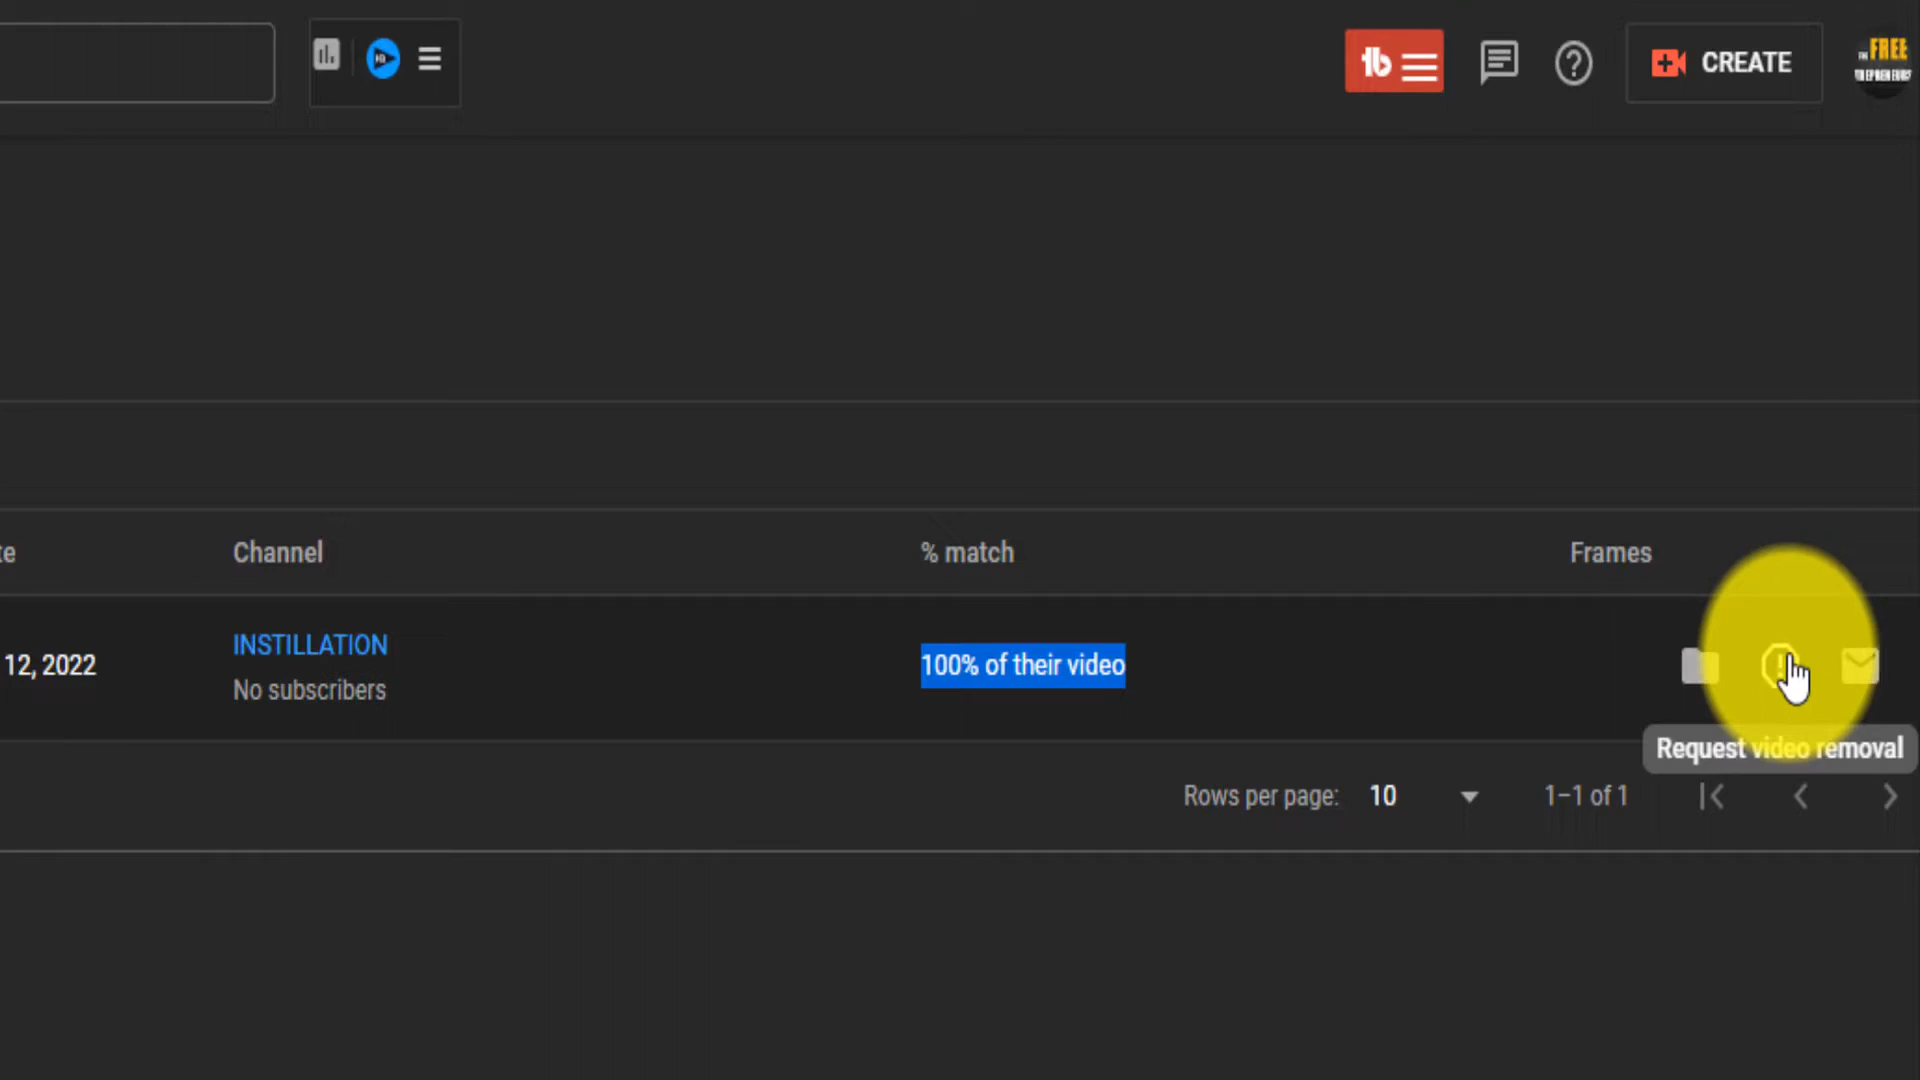 CREATE
FREE
te
Channel
% match
Frames
12, 2022
INSTILLATION
No subscribers
100% of their video
Request video removal
Rows per page: 10
1–1 of 1